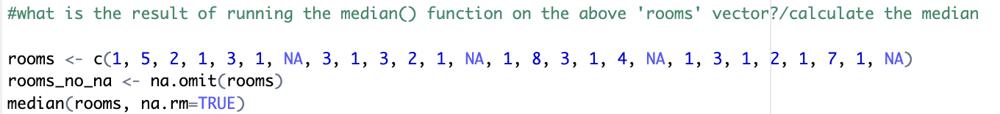 #what is the result of running the median() function on the above 'rooms' vector?/calculate the median
rooms <- c(1, 5, 2, 1, 3, 1, NA, 3, 1, 3, 2, 1, NA, 1, 8, 3, 1, 4, NA, 1, 3, 1, 2, 1, 7, 1, NA)
rooms_no_na <- na.omit(rooms)
median(rooms, na.rm=TRUE)